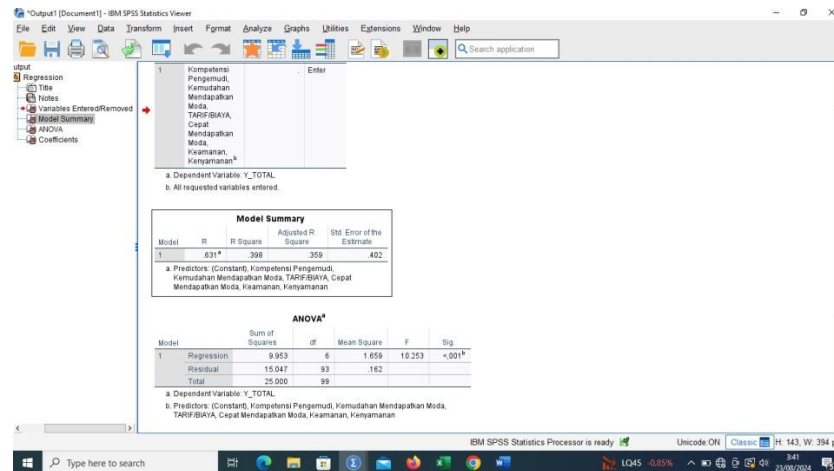 *Output1 [Document1] - IBM SPSS Statistics Viewer
File Edit View Data Transform Insert Format Analyze Graphs Utilities Extensions Window Help
Search application
utput
Regression
Title
Notes
Variables Entered/Removed
Model Summary
ANOVA
Coefficients
1 Kompetensi . Enter
Pengemudi,
Kemudahan
Mendapatkan
Moda,
TARIF/BIAYA,
Cepat
Mendapatkan
Moda,
Keamanan,
Kenyamanan b
a. Dependent Variable: Y_TOTAL
b. All requested variables entered.
Model Summary
Model R R Square Adjusted R Square Std. Error of the Estimate
1 .631a .398 .359 .402
a. Predictors: (Constant), Kompetensi Pengemudi,
Kemudahan Mendapatkan Moda, TARIF/BIAYA, Cepat
Mendapatkan Moda, Keamanan, Kenyamanan
ANOVAa
Model Sum of Squares df Mean Square F Sig.
1 Regression 9.953 6 1.659 10.253 <,001b
Residual 15.047 93 .162
Total 25.000 99
a. Dependent Variable: Y_TOTAL
b. Predictors: (Constant), Kompetensi Pengemudi, Kemudahan Mendapatkan Moda,
TARIF/BIAYA, Cepat Mendapatkan Moda, Keamanan, Kenyamanan
IBM SPSS Statistics Processor is ready Unicode:ON Classic H: 143, W: 394 p
Type here to search
LQ45 -0,85%
3:41
23/08/2024